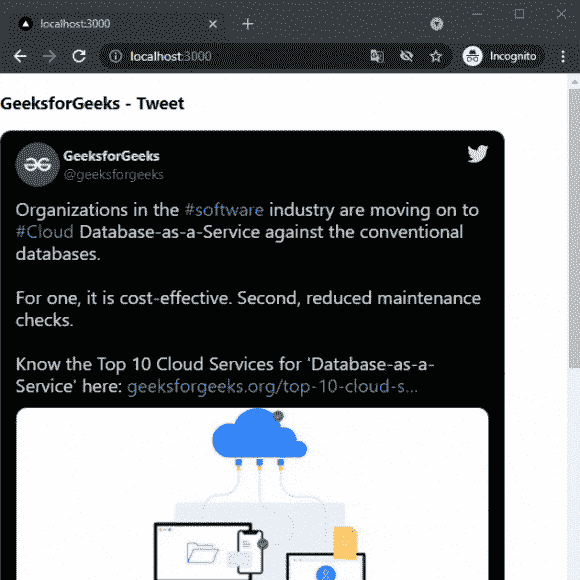 localhost:3000
localhost:3000
Incognito
GeeksforGeeks - Tweet
GeeksforGeeks
@geeksforgeeks
Organizations in the #software industry are moving on to
#Cloud Database-as-a-Service against the conventional
databases.
For one, it is cost-effective. Second, reduced maintenance
checks.
Know the Top 10 Cloud Services for 'Database-as-a-
Service' here: geeksforgeeks.org/top-10-cloud-s...